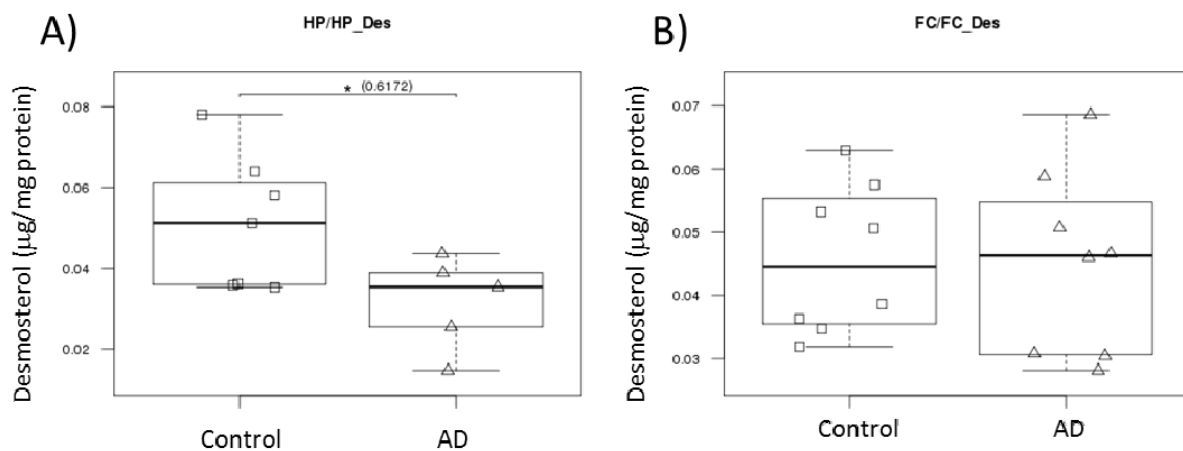 A)
HP/HP_Des
Desmosterol (µg/mg protein)
* (0.6172)
0.08
0.06
0.04
0.02
Control
AD
B)
FC/FC_Des
Desmosterol (µg/mg protein)
0.07
0.06
0.05
0.04
0.03
Control
AD